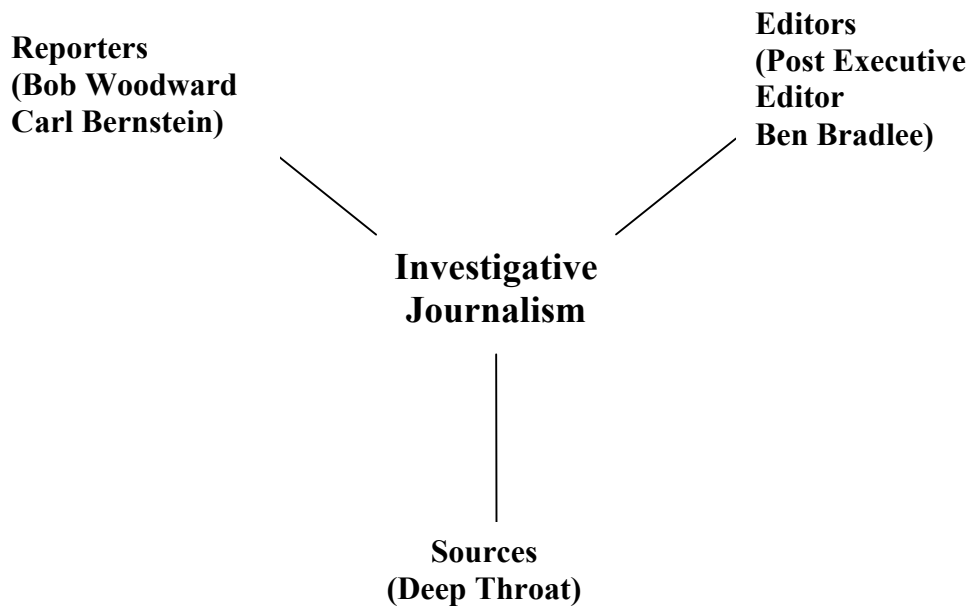 Reporters
(Bob Woodward
Carl Bernstein)
Editors
(Post Executive
Editor
Ben Bradlee)
Investigative
Journalism
Sources
(Deep Throat)